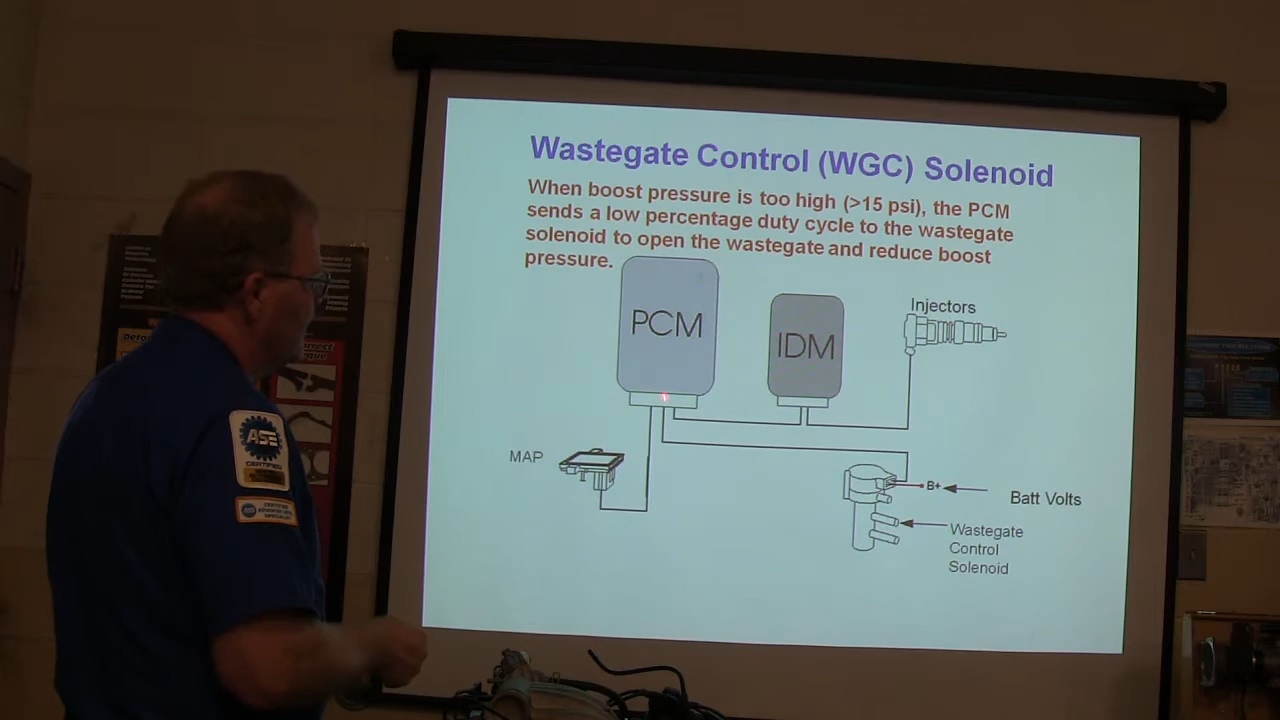 Wastegate Control (WGC) Solenoid
When boost pressure is too high (>15 psi), the PCM
sends a low percentage duty cycle to the wastegate
solenoid to open the wastegate and reduce boost
pressure.
PCM
IDM
Injectors
MAP
B+
Batt Volts
Wastegate
Control
Solenoid
ASE
CERTIFIED